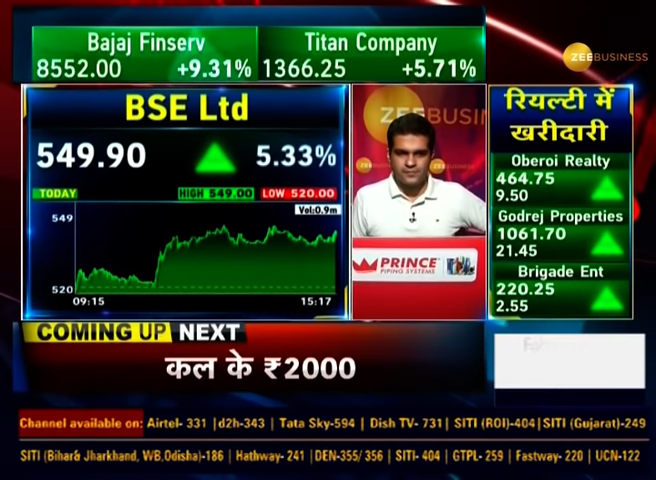 Bajaj Finserv
8552.00 +9.31%
Titan Company
1366.25 +5.71%
ZEEBUSINESS
BSE Ltd
549.90 5.33%
TODAY HIGH 549.00 LOW 520.00
Vol:0.9m
549
520
09:15 15:17
ZEEBUSIN
ZEE BUSINESS
PRINCE
PIPING SYSTEMS
रियल्टी में
खरीदारी
Oberoi Realty
464.75
9.50
Godrej Properties
1061.70
21.45
Brigade Ent
220.25
2.55
COMING UP NEXT
कल के ₹2000
Channel available on: Airtel- 331 |d2h-343 | Tata Sky-594 | Dish TV- 731| SITI (ROI)-404|SITI (Gujarat)-249
SITI (Bihar& Jharkhand, WB,Odisha)-186 | Hathway- 241 |DEN-355/ 356 | SITI- 404 | GTPL- 259 | Fastway- 220 | UCN-122